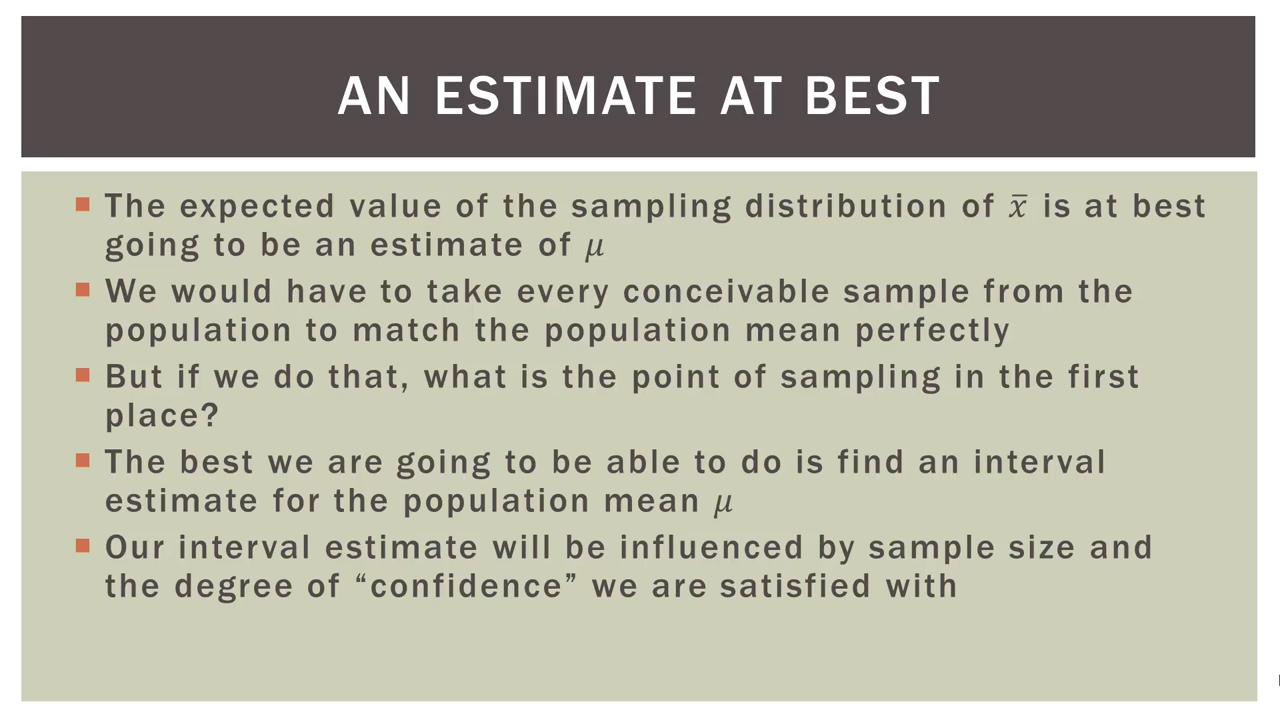 AN ESTIMATE AT BEST
The expected value of the sampling distribution of x̄ is at best
going to be an estimate of μ
We would have to take every conceivable sample from the
population to match the population mean perfectly
But if we do that, what is the point of sampling in the first
place?
The best we are going to be able to do is find an interval
estimate for the population mean μ
Our interval estimate will be influenced by sample size and
the degree of “confidence” we are satisfied with